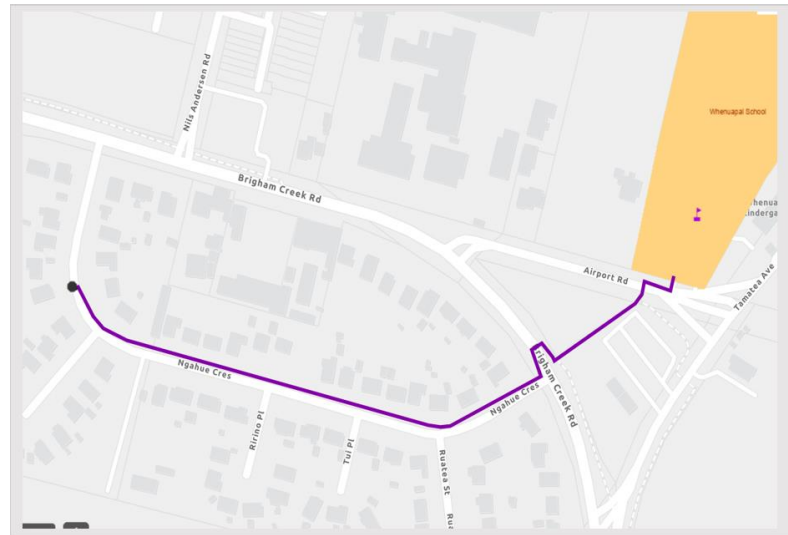 Nils Andersen Rd
Whenuapai School
Brigham Creek Rd
Airport Rd
Tamatea Ave
Ngahue Cres
Ngahue Cres
Brigham Creek Rd
Ririno Pl
Tui Pl
Ruatea St